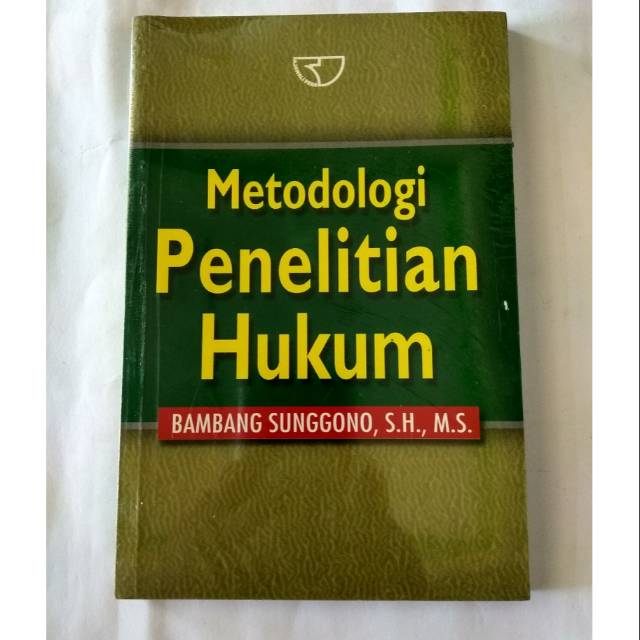 Metodologi
Penelitian
Hukum
BAMBANG SUNGGONO, S.H., M.S.